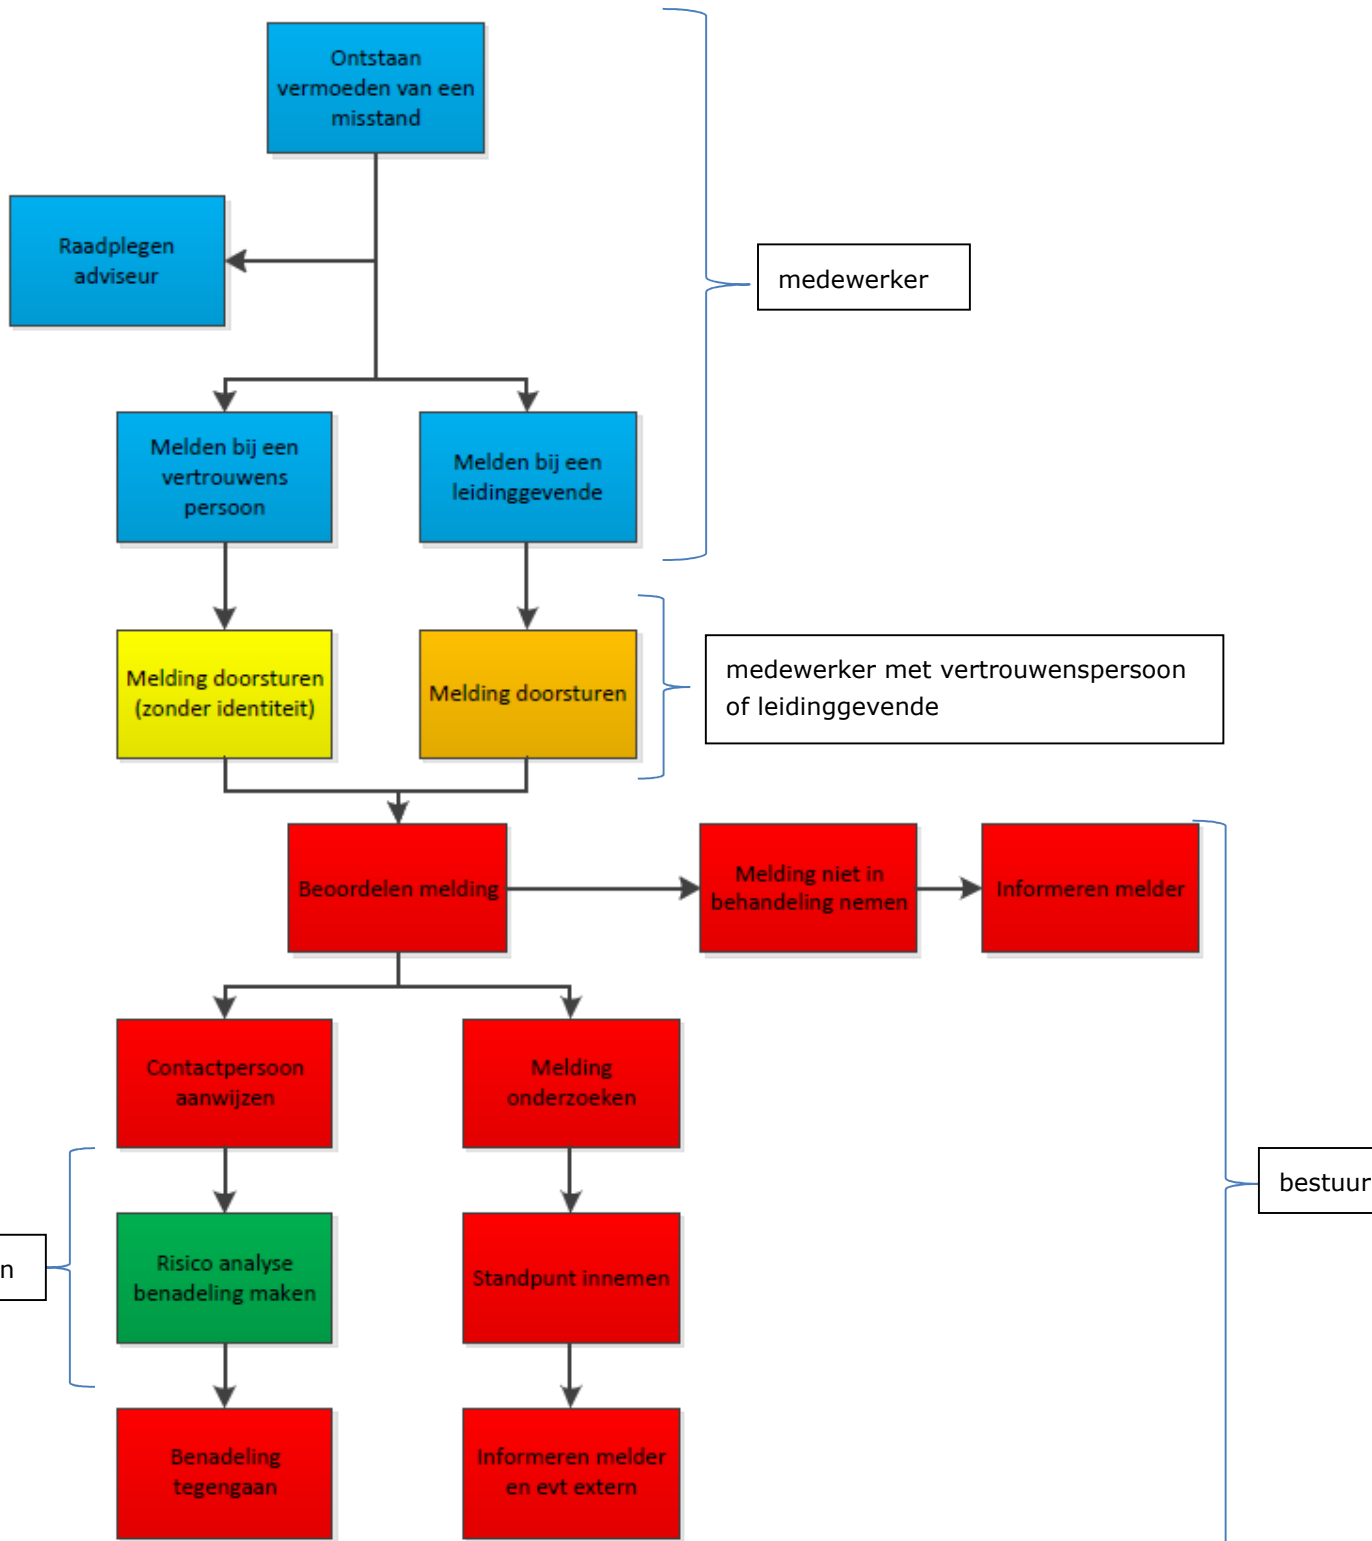 Ontstaan
vermoeden van een
misstand
Raadplegen
adviseur
medewerker
Melden bij een
vertrouwens
persoon
Melden bij een
leidinggevende
Melding doorsturen
(zonder identiteit)
Melding doorsturen
medewerker met vertrouwenspersoon
of leidinggevende
Beoordelen melding
Melding niet in
behandeling nemen
Informeren melder
Contactpersoon
aanwijzen
Melding
onderzoeken
bestuur
n
Risico analyse
benadeling maken
Standpunt innemen
Benadeling
tegengaan
Informeren melder
en evt extern